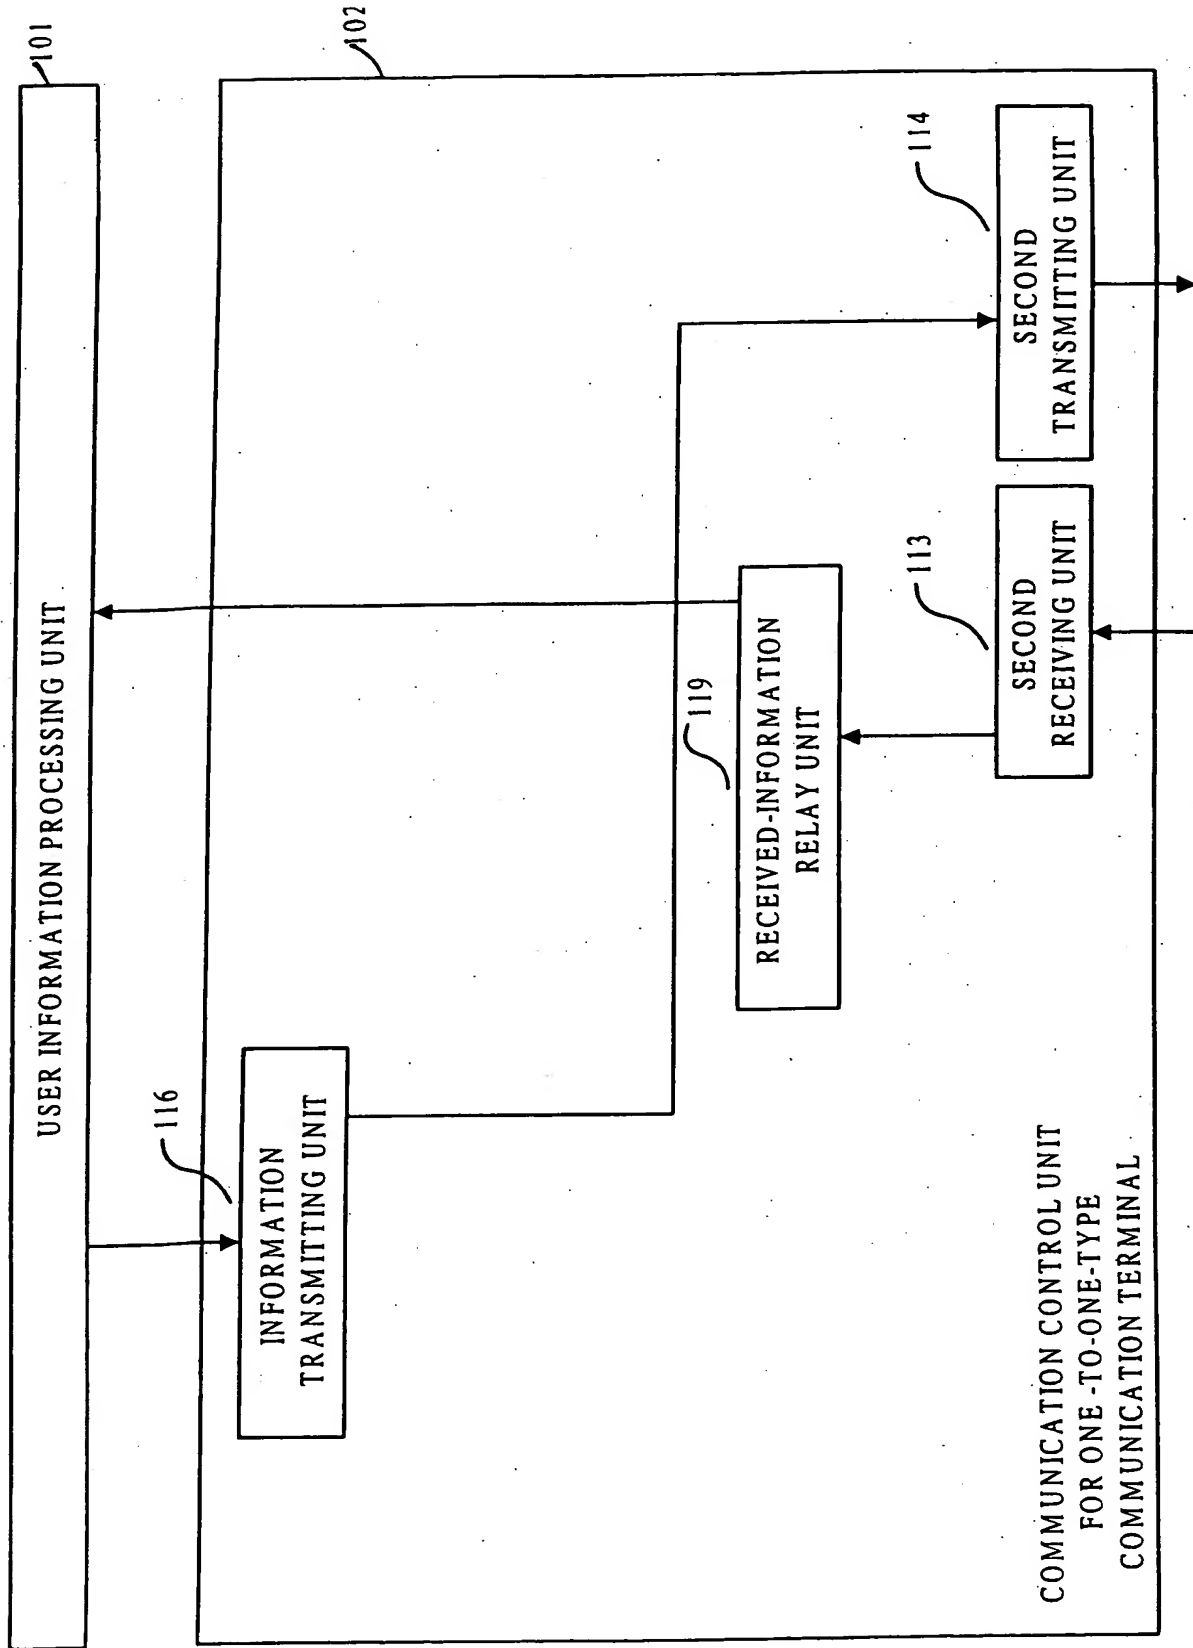 101
USER INFORMATION PROCESSING UNIT
102
116
INFORMATION
TRANSMITTING UNIT
119
RECEIVED-INFORMATION
RELAY UNIT
113
SECOND
RECEIVING UNIT
114
SECOND
TRANSMITTING UNIT
COMMUNICATION CONTROL UNIT
FOR ONE-TO-ONE-TYPE
COMMUNICATION TERMINAL